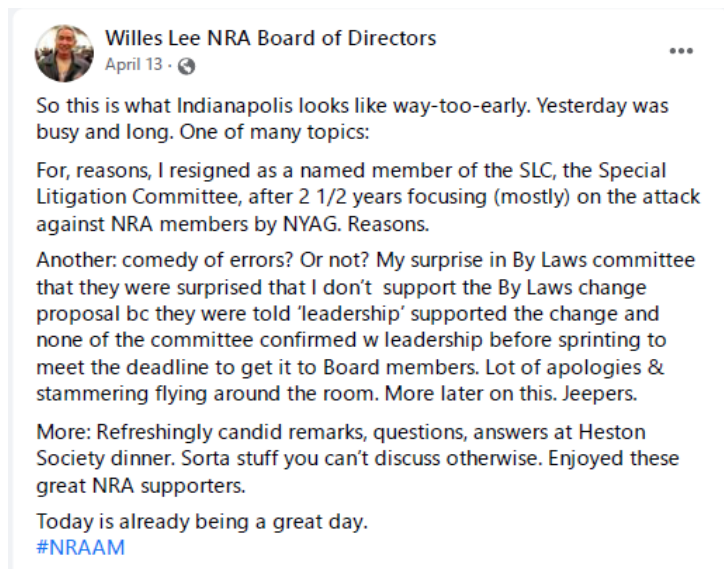 Willes Lee NRA Board of Directors
April 13 ·
So this is what Indianapolis looks like way-too-early. Yesterday was
busy and long. One of many topics:
For, reasons, I resigned as a named member of the SLC, the Special
Litigation Committee, after 2 1/2 years focusing (mostly) on the attack
against NRA members by NYAG. Reasons.
Another: comedy of errors? Or not? My surprise in By Laws committee
that they were surprised that I don’t  support the By Laws change
proposal bc they were told ‘leadership’ supported the change and
none of the committee confirmed w leadership before sprinting to
meet the deadline to get it to Board members. Lot of apologies &
stammering flying around the room. More later on this. Jeepers.
More: Refreshingly candid remarks, questions, answers at Heston
Society dinner. Sorta stuff you can’t discuss otherwise. Enjoyed these
great NRA supporters.
Today is already being a great day.
#NRAAM